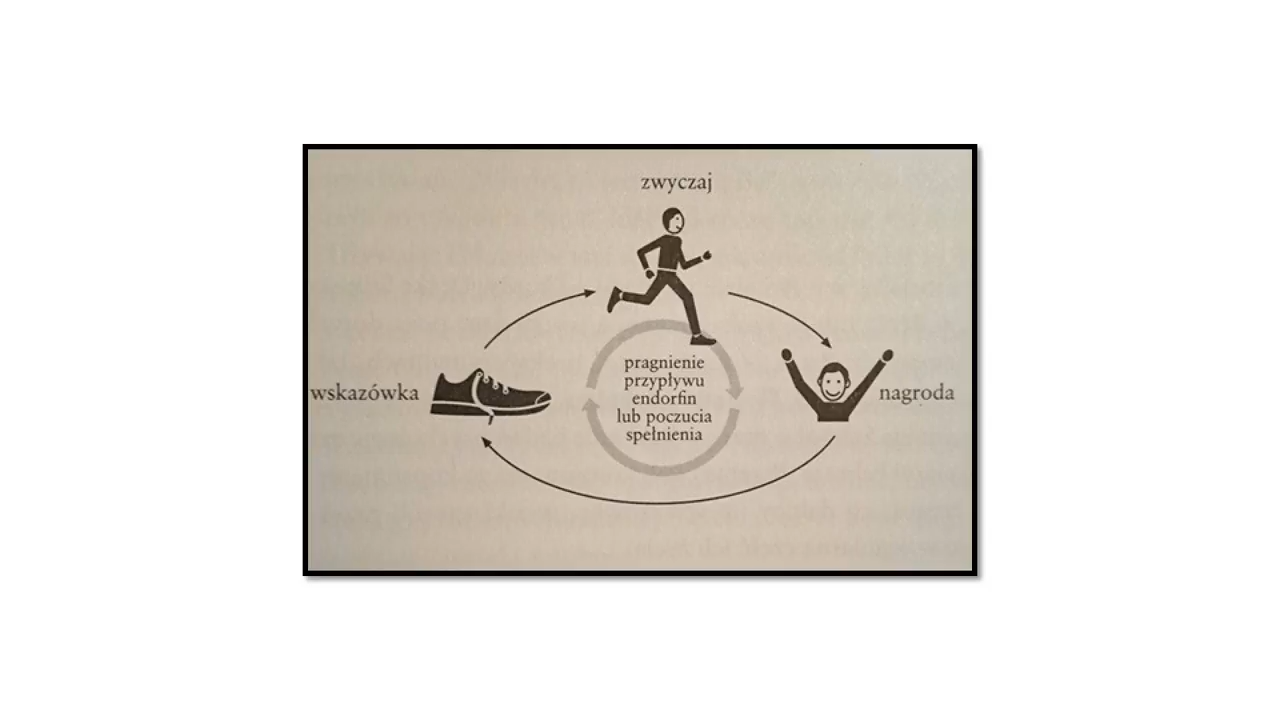 zwyczaj
wskazówka
pragnienie
przypływu
endorfin
lub poczucia
spełnienia
nagroda